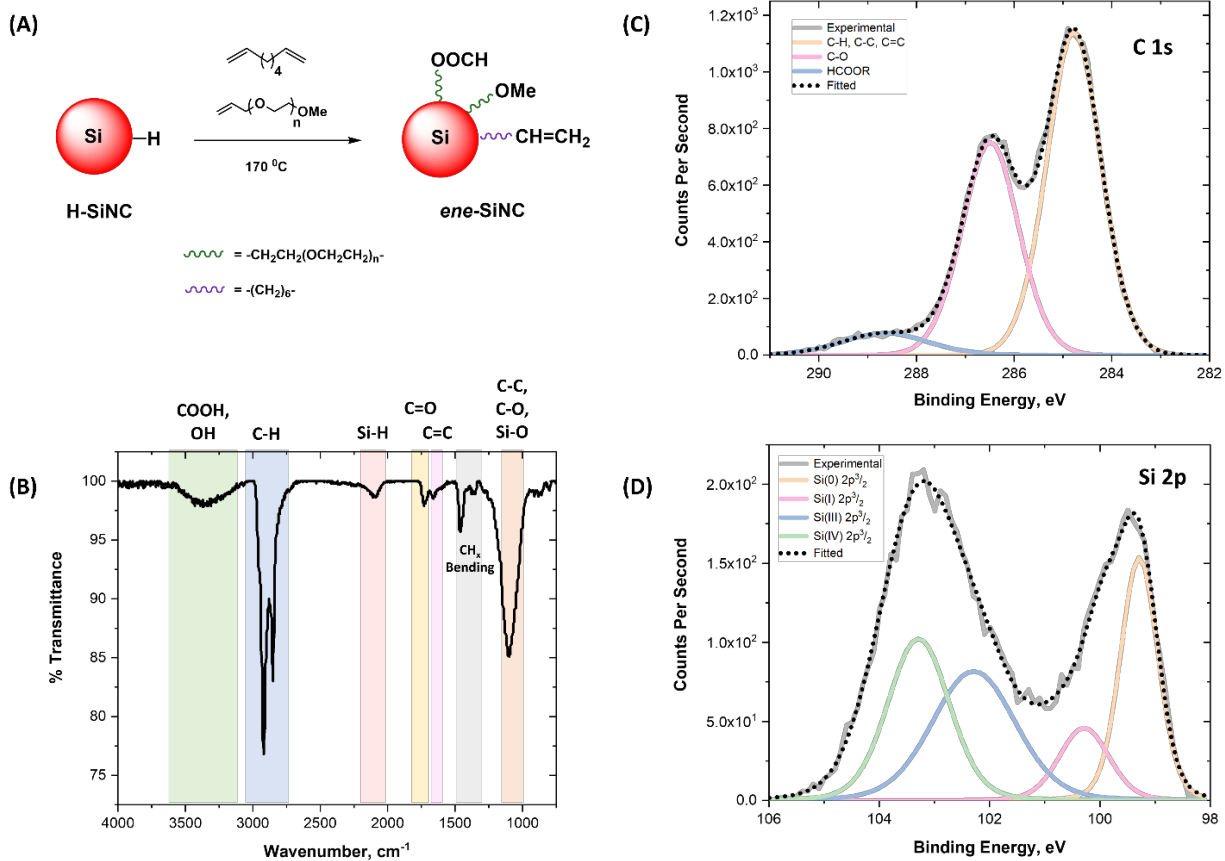 (A)
4
O
OMe
n
170 ⁰C
Si
H
H-SiNC
OOCH
OMe
Si
CH=CH₂
ene-SiNC
= -CH₂CH₂(OCH₂CH₂)ₙ-
= -(CH₂)₆-
(B)
COOH,
OH
C-H
Si-H
C=O
C=C
C-C,
C-O,
Si-O
CHₓ
Bending
% Transmittance
100
95
90
85
80
75
4000 3500 3000 2500 2000 1500 1000
Wavenumber, cm⁻¹
(C)
C 1s
Experimental
C-H, C-C, C=C
C-O
HCOOR
Fitted
Counts Per Second
1.2x10³
1.0x10³
8.0x10²
6.0x10²
4.0x10²
2.0x10²
0.0
290 288 286 284 282
Binding Energy, eV
(D)
Si 2p
Experimental
Si(0) 2p³/₂
Si(I) 2p³/₂
Si(III) 2p³/₂
Si(IV) 2p³/₂
Fitted
Counts Per Second
2.0x10²
1.5x10²
1.0x10²
5.0x10¹
0.0
106 104 102 100 98
Binding Energy, eV